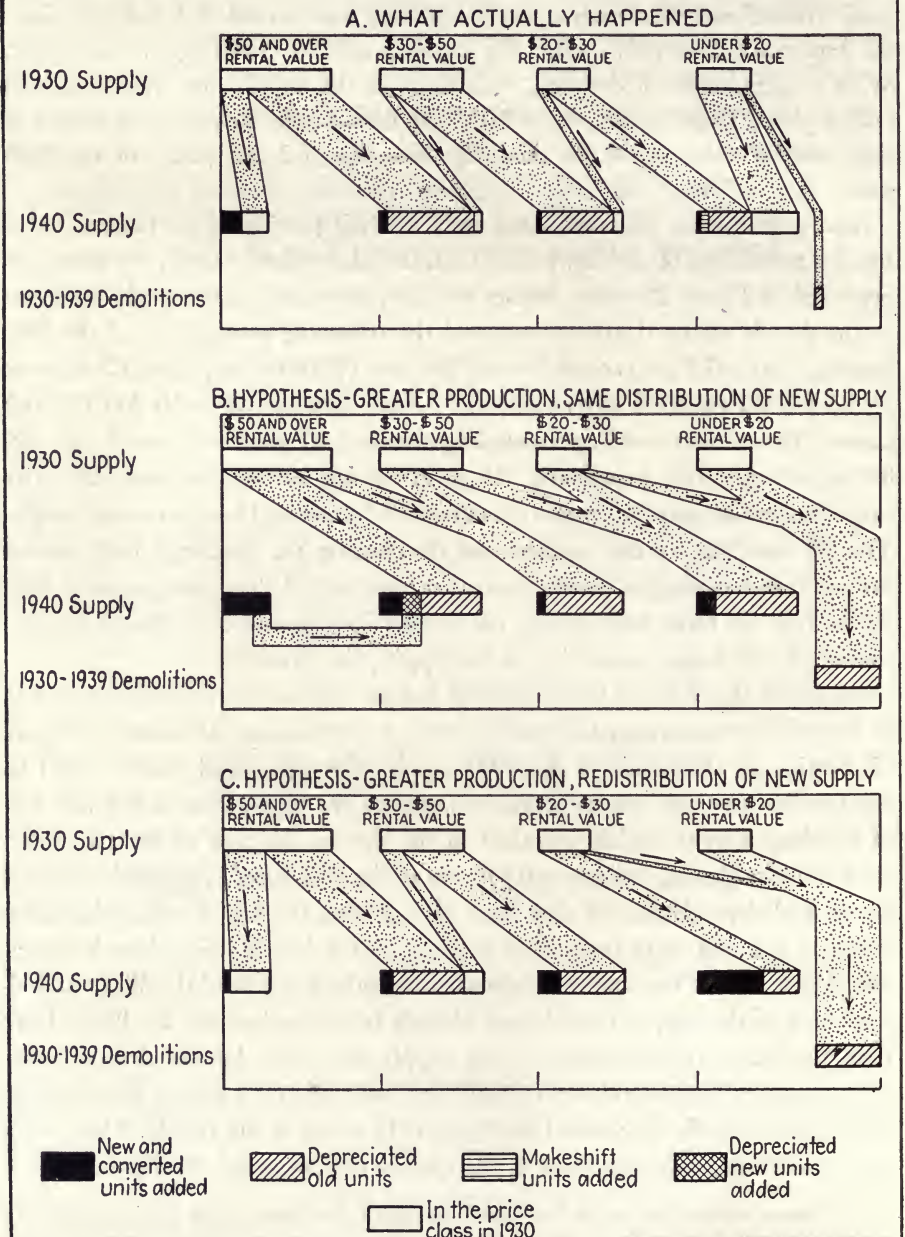 A. WHAT ACTUALLY HAPPENED
$50 AND OVER RENTAL VALUE
$30-$50 RENTAL VALUE
$20-$30 RENTAL VALUE
UNDER $20 RENTAL VALUE
1930 Supply
1940 Supply
1930-1939 Demolitions
B. HYPOTHESIS-GREATER PRODUCTION, SAME DISTRIBUTION OF NEW SUPPLY
$50 AND OVER RENTAL VALUE
$30-$50 RENTAL VALUE
$20-$30 RENTAL VALUE
UNDER $20 RENTAL VALUE
1930 Supply
1940 Supply
1930-1939 Demolitions
C. HYPOTHESIS-GREATER PRODUCTION, REDISTRIBUTION OF NEW SUPPLY
$50 AND OVER RENTAL VALUE
$30-$50 RENTAL VALUE
$20-$30 RENTAL VALUE
UNDER $20 RENTAL VALUE
1930 Supply
1940 Supply
1930-1939 Demolitions
New and converted units added
Depreciated old units
Makeshift units added
Depreciated new units added
In the price class in 1930